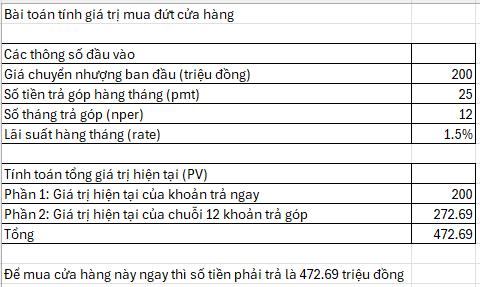 Bài toán tính giá trị mua đứt cửa hàng
Các thông số đầu vào
Giá chuyển nhượng ban đầu (triệu đồng) 200
Số tiền trả góp hàng tháng (pmt) 25
Số tháng trả góp (nper) 12
Lãi suất hàng tháng (rate) 1.5%
Tính toán tổng giá trị hiện tại (PV)
Phần 1: Giá trị hiện tại của khoản trả ngay 200
Phần 2: Giá trị hiện tại của chuỗi 12 khoản trả góp 272.69
Tổng 472.69
Để mua cửa hàng này ngay thì số tiền phải trả là 472.69 triệu đồng